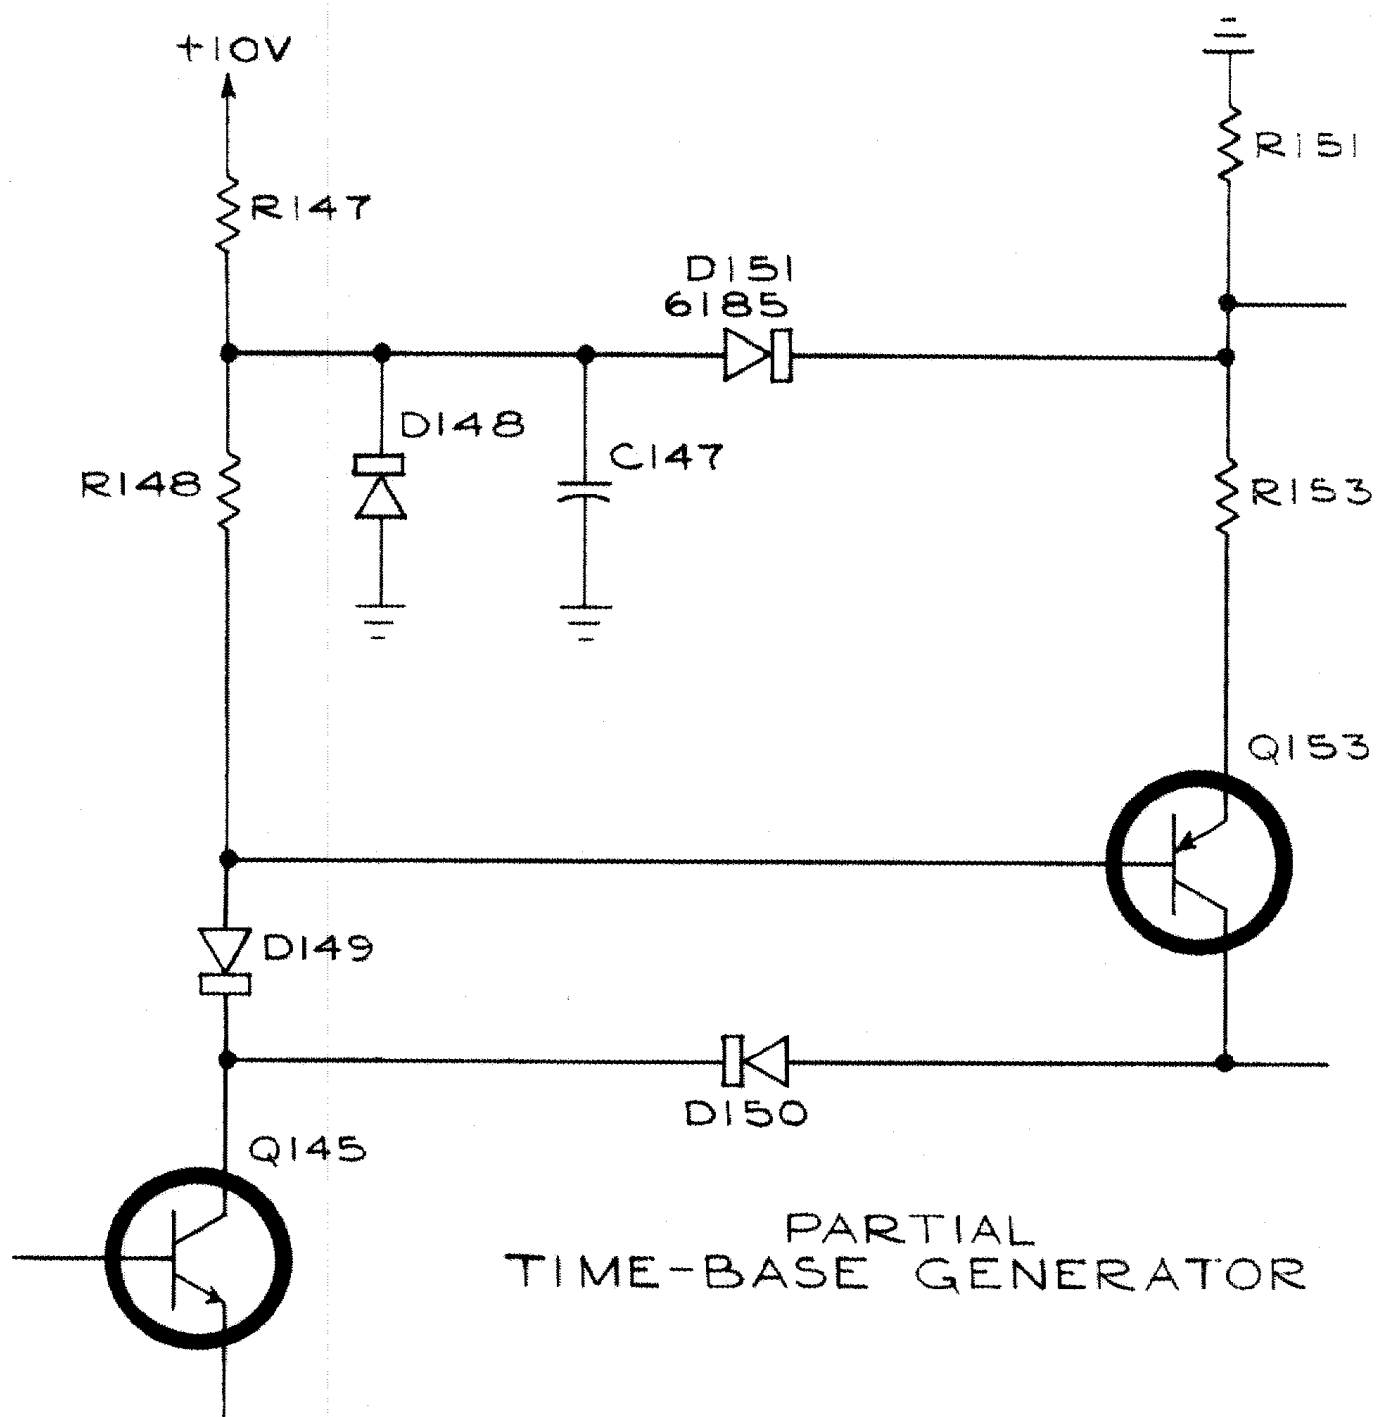 +10V
R151
R147
D151
6185
D148
C147
R148
R153
Q153
D149
D150
Q145
PARTIAL
TIME-BASE GENERATOR